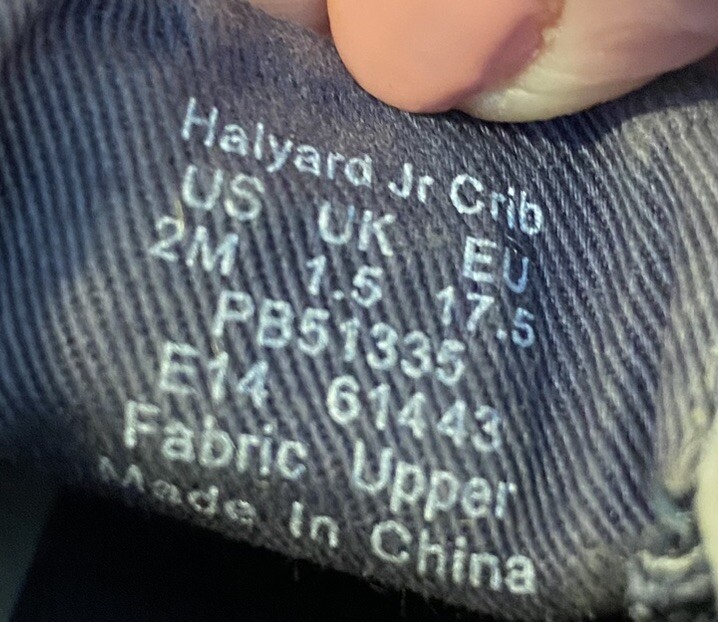 Halyard Jr Crib
US UK EU
2M 1.5 17.5
PB51335
E14 61443
Fabric Upper
Made In China